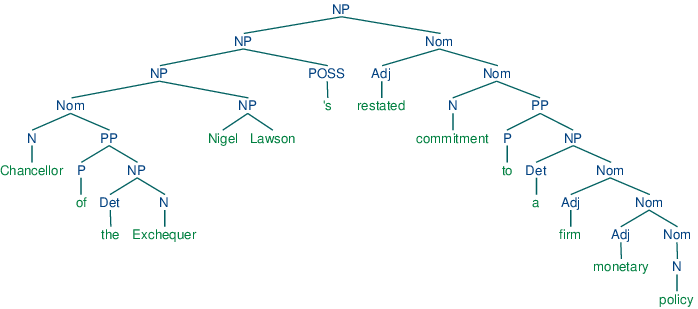 NP
NP Nom
NP POSS Adj Nom
Nom NP 's restated N PP
N PP Nigel Lawson commitment P NP
Chancellor P NP to Det Nom
of Det N a Adj Nom
the Exchequer firm Adj Nom
monetary N
policy